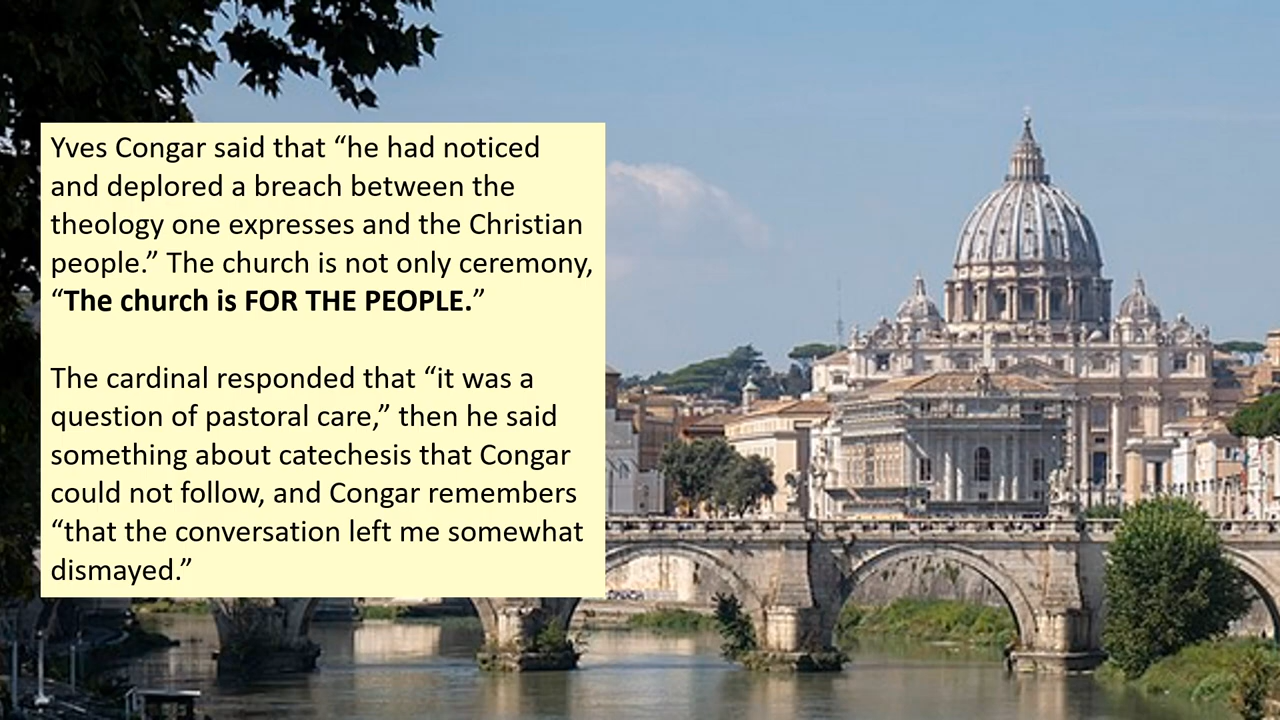 Yves Congar said that “he had noticed
and deplored a breach between the
theology one expresses and the Christian
people.” The church is not only ceremony,
“The church is FOR THE PEOPLE.”
The cardinal responded that “it was a
question of pastoral care,” then he said
something about catechesis that Congar
could not follow, and Congar remembers
“that the conversation left me somewhat
dismayed.”